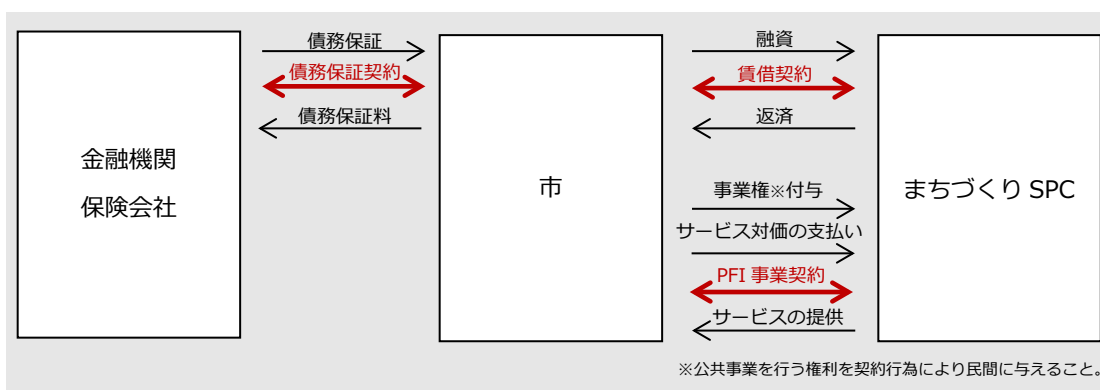 債務保証
債務保証契約
債務保証料
金融機関
保険会社
市
融資
賃借契約
返済
事業権※付与
サービス対価の支払い
PFI 事業契約
サービスの提供
まちづくり SPC
※公共事業を行う権利を契約行為により民間に与えること。